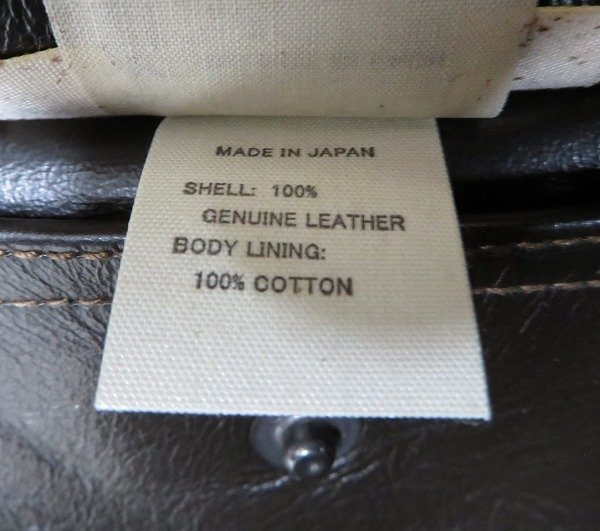 MADE IN JAPAN
SHELL: 100%
GENUINE LEATHER
BODY LINING:
100% COTTON